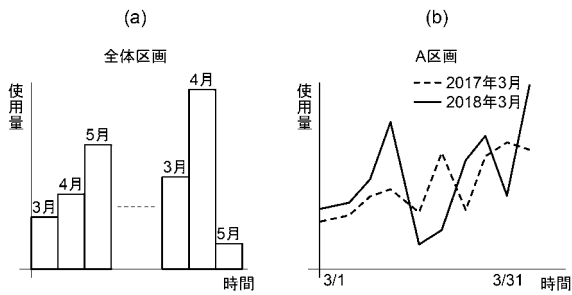 (a)
全体区画
使用量
3月
4月
5月
3月
4月
5月
時間
(b)
A区画
使用量
2017年3月
2018年3月
3/1
3/31
時間